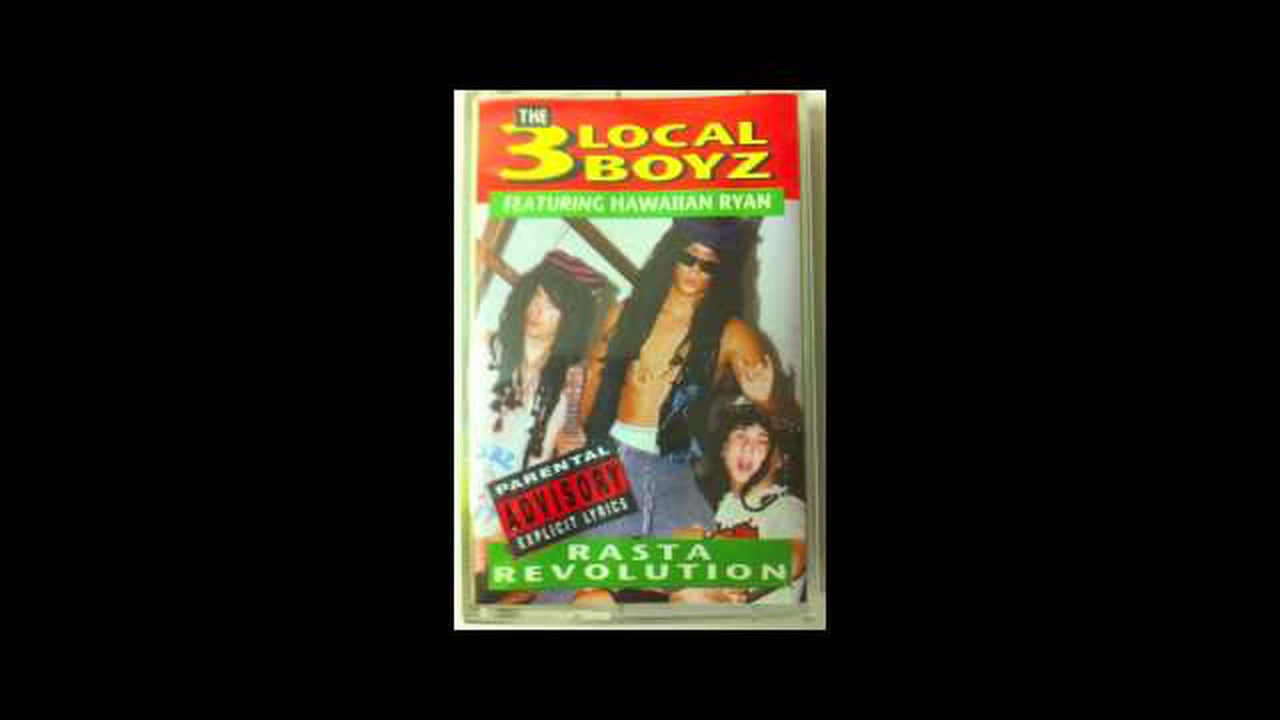 THE
3 LOCAL
BOYZ
FEATURING HAWAIIAN RYAN
PARENTAL
ADVISORY
EXPLICIT LYRICS
RASTA
REVOLUTION